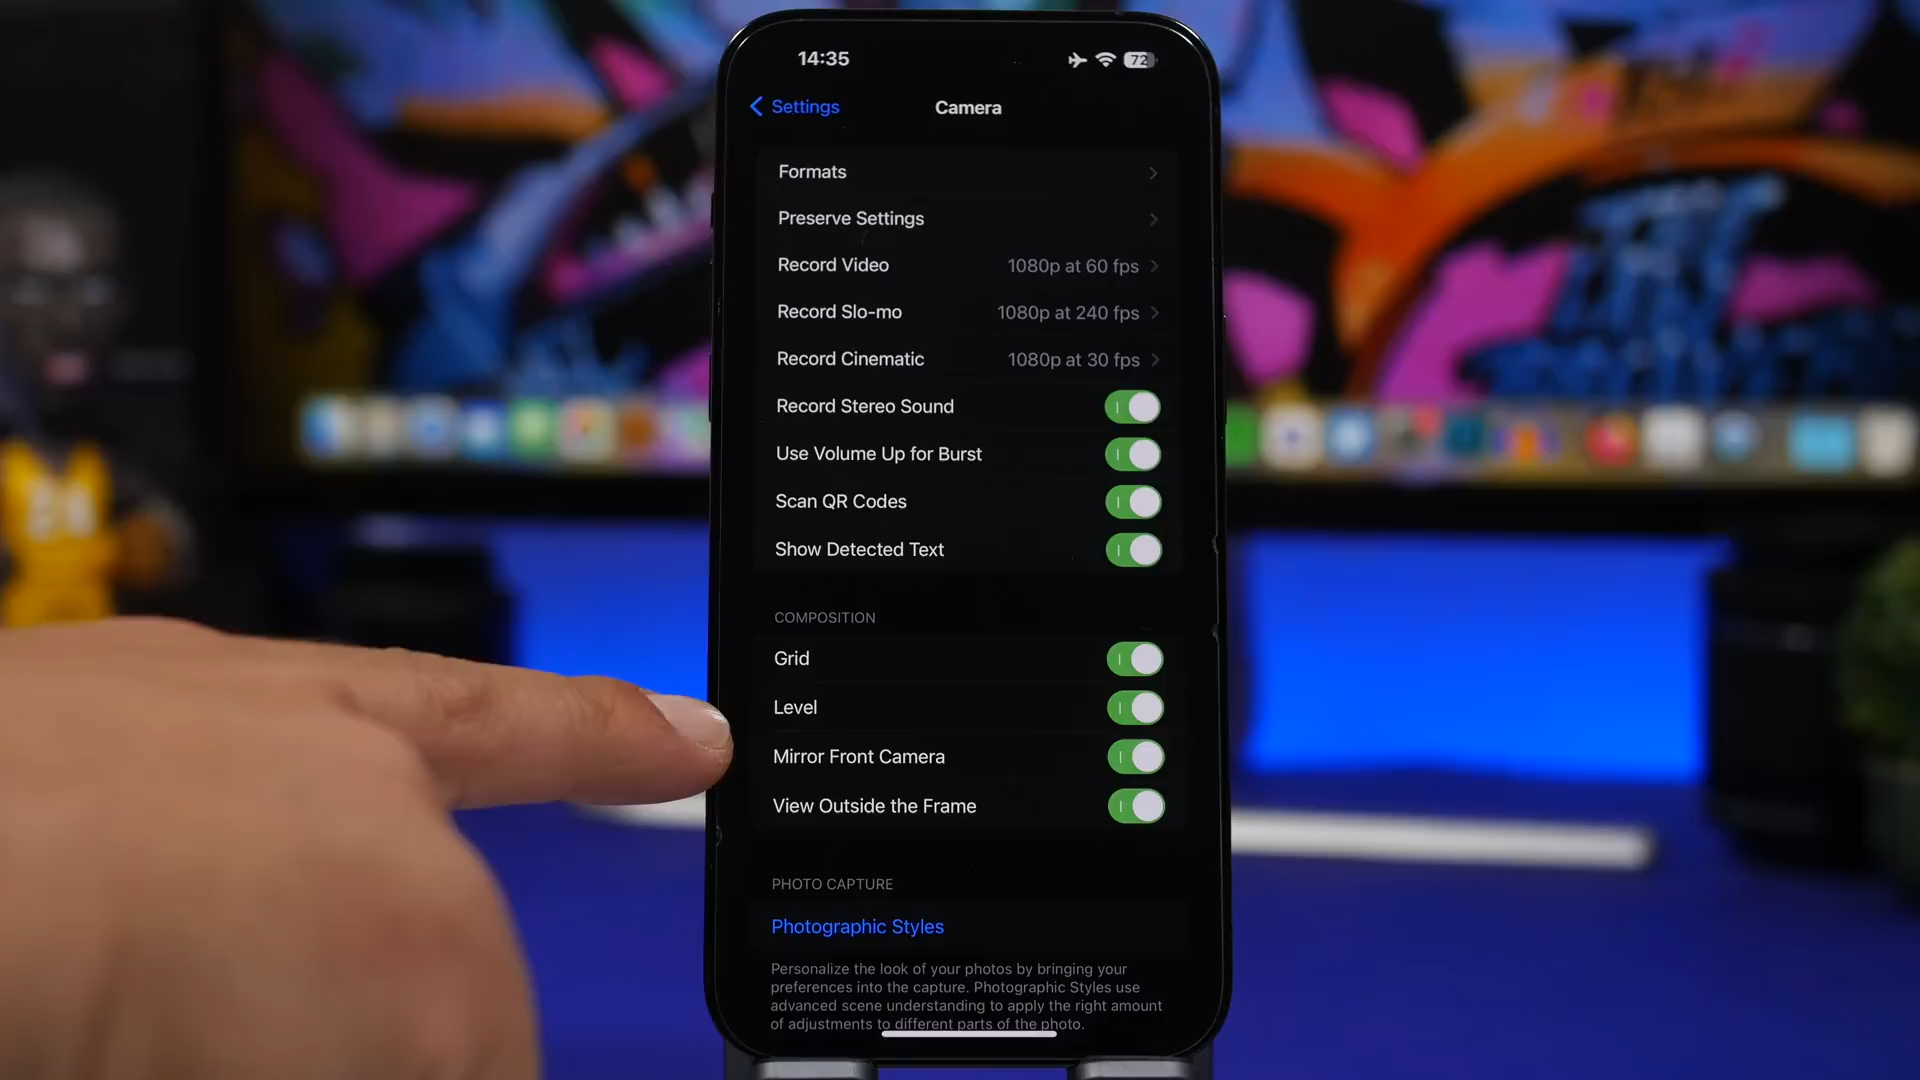 14:35
72
Settings
Camera
Formats
Preserve Settings
Record Video 1080p at 60 fps
Record Slo-mo 1080p at 240 fps
Record Cinematic 1080p at 30 fps
Record Stereo Sound
Use Volume Up for Burst
Scan QR Codes
Show Detected Text
COMPOSITION
Grid
Level
Mirror Front Camera
View Outside the Frame
PHOTO CAPTURE
Photographic Styles
Personalize the look of your photos by bringing your
preferences into the capture. Photographic Styles use
advanced scene understanding to apply the right amount
of adjustments to different parts of the photo.